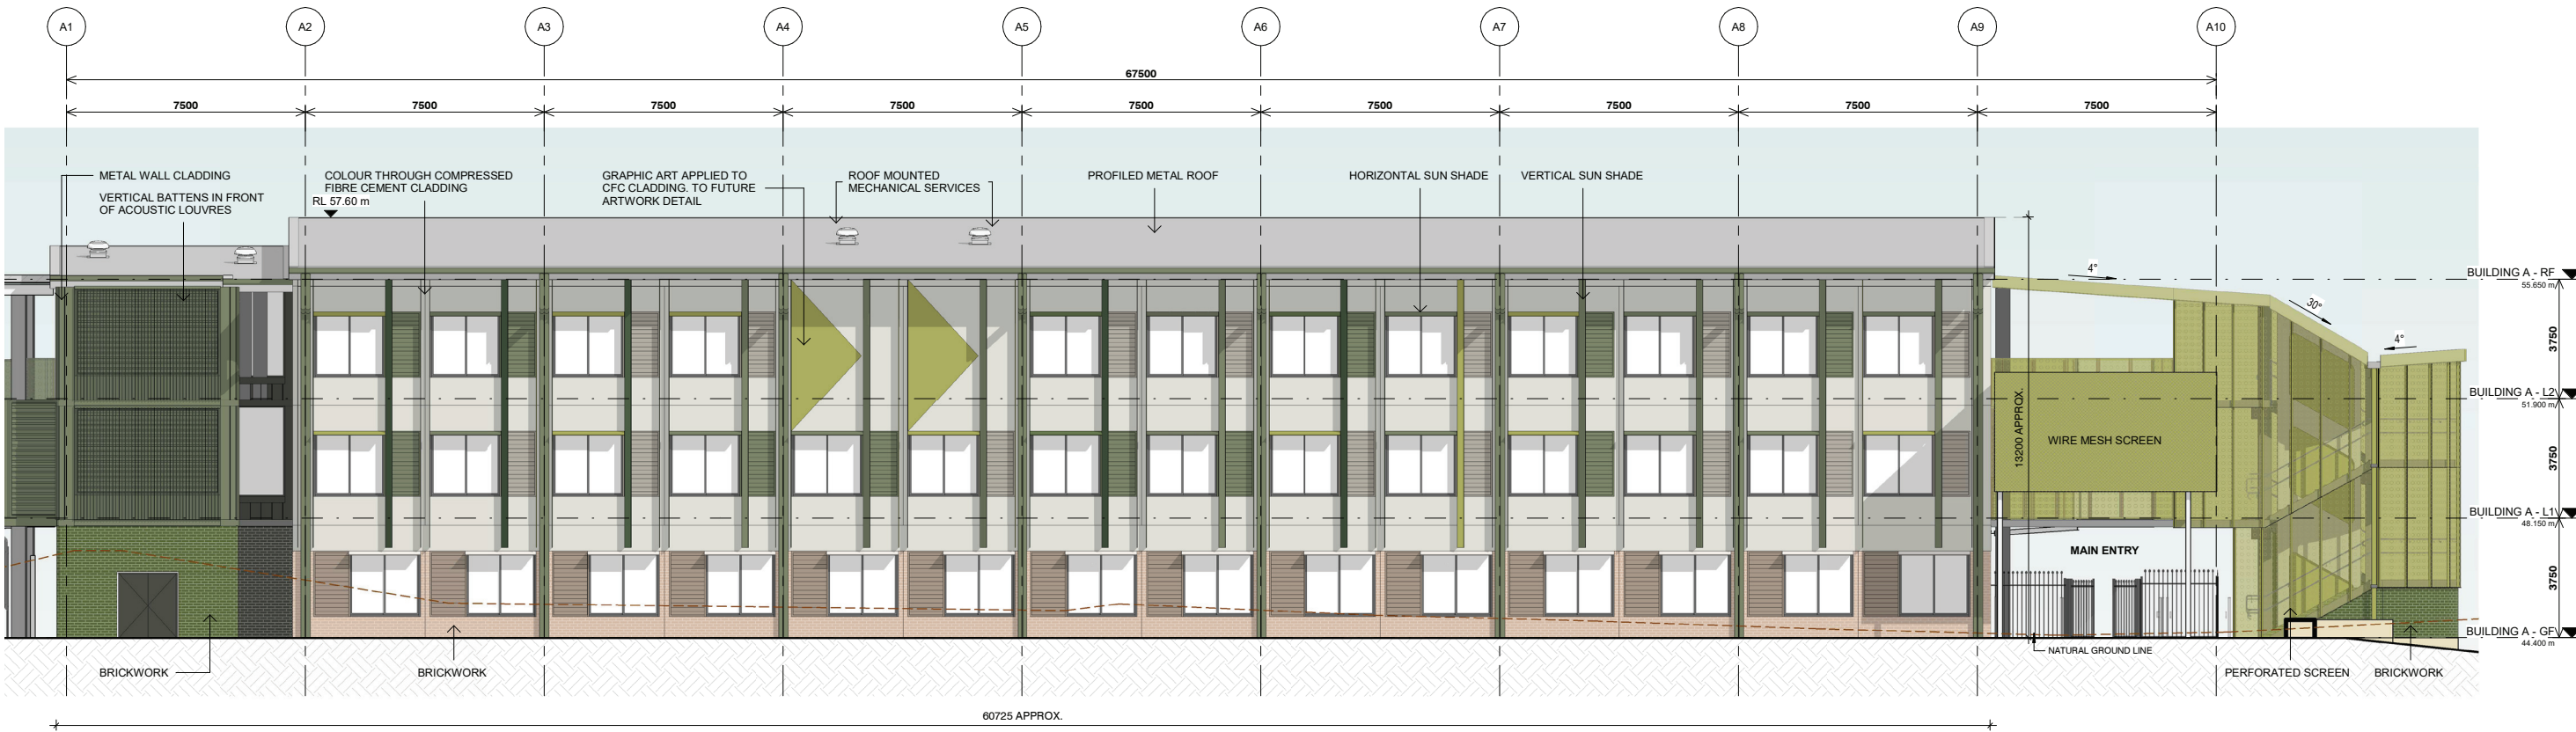 A1
A2
A3
A4
A5
A6
A7
A8
A9
A10
67500
7500
7500
7500
7500
7500
7500
7500
7500
7500
METAL WALL CLADDING
VERTICAL BATTENS IN FRONT
OF ACOUSTIC LOUVRES
COLOUR THROUGH COMPRESSED
FIBRE CEMENT CLADDING
RL 57.60 m
GRAPHIC ART APPLIED TO
CFC CLADDING. TO FUTURE
ARTWORK DETAIL
ROOF MOUNTED
MECHANICAL SERVICES
PROFILED METAL ROOF
HORIZONTAL SUN SHADE
VERTICAL SUN SHADE
4°
30°
4°
BUILDING A - RF
55.650 m
3750
BUILDING A - L2
51.900 m
3750
BUILDING A - L1
48.150 m
3750
BUILDING A - GF
44.400 m
13200 APPROX.
WIRE MESH SCREEN
MAIN ENTRY
NATURAL GROUND LINE
BRICKWORK
BRICKWORK
PERFORATED SCREEN
BRICKWORK
60725 APPROX.